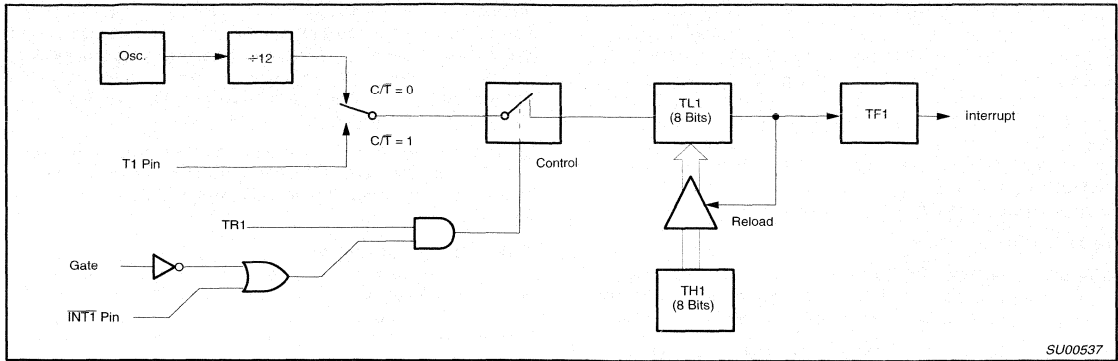 Osc.
÷12
C/T̅ = 0
C/T̅ = 1
T1 Pin
Control
TL1
(8 Bits)
TF1
Interrupt
Reload
TR1
Gate
I̅N̅T̅1̅ Pin
TH1
(8 Bits)
SU00537